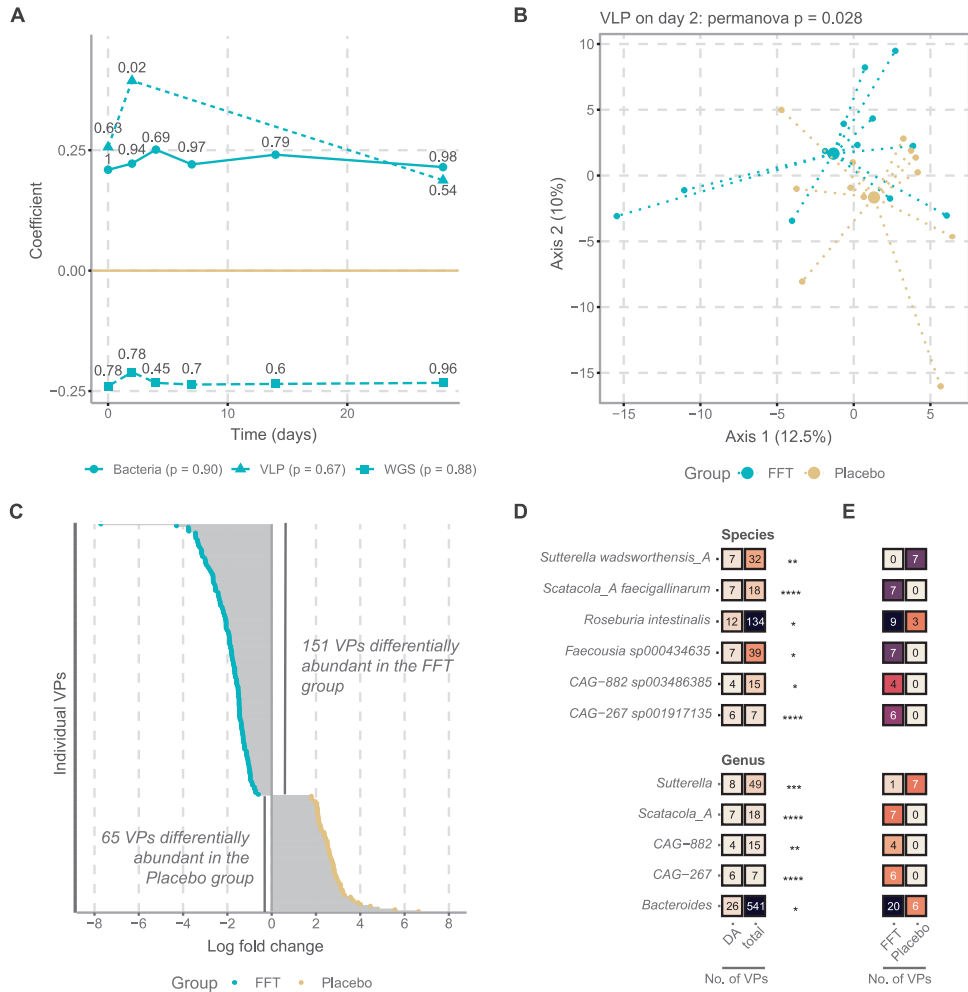 A
0.02
0.63
0.25
1
0.94
0.69
0.97
0.79
0.98
0.54
Coefficient
0.00
0.78
0.78
0.45
0.7
0.6
0.96
−0.25
0
10
20
Time (days)
Bacteria (p = 0.90)
VLP (p = 0.67)
WGS (p = 0.88)
B
VLP on day 2: permanova p = 0.028
10
5
0
−5
−10
−15
Axis 2 (10%)
−15
−10
−5
0
5
Axis 1 (12.5%)
Group
FFT
Placebo
C
Individual VPs
151 VPs differentially
abundant in the FFT
group
65 VPs differentially
abundant in the
Placebo group
−8
−6
−4
−2
0
2
4
6
8
Log fold change
Group
FFT
Placebo
D
E
Species
Sutterella wadsworthensis_A 7 32 ** 0 7
Scatacola_A faecigallinarum 7 18 **** 7 0
Roseburia intestinalis 12 134 * 9 3
Faecousia sp000434635 7 39 * 7 0
CAG−882 sp003486385 4 15 * 4 0
CAG−267 sp001917135 6 7 **** 6 0
Genus
Sutterella 8 49 *** 1 7
Scatacola_A 7 18 **** 7 0
CAG−882 4 15 ** 4 0
CAG−267 6 7 **** 6 0
Bacteroides 26 541 * 20 6
DA
total
FFT
Placebo
No. of VPs
No. of VPs